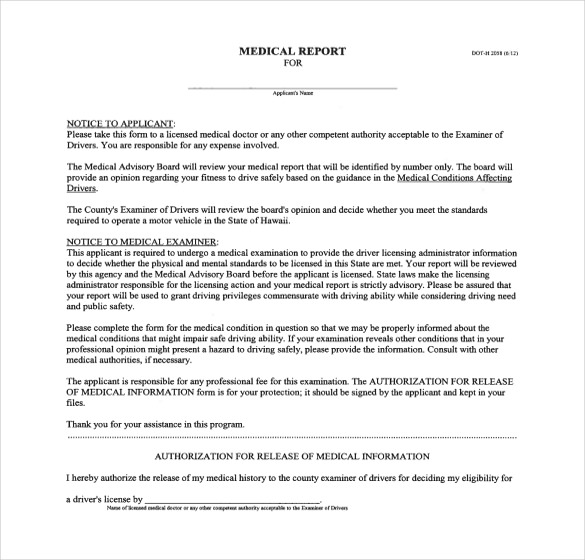 MEDICAL REPORT
DOT-H 2058 (6-12)
FOR
Applicant's Name
NOTICE TO APPLICANT:
Please take this form to a licensed medical doctor or any other competent authority acceptable to the Examiner of
Drivers. You are responsible for any expense involved.
The Medical Advisory Board will review your medical report that will be identified by number only. The board will
provide an opinion regarding your fitness to drive safely based on the guidance in the Medical Conditions Affecting
Drivers.
The County's Examiner of Drivers will review the board's opinion and decide whether you meet the standards
required to operate a motor vehicle in the State of Hawaii.
NOTICE TO MEDICAL EXAMINER:
This applicant is required to undergo a medical examination to provide the driver licensing administrator information
to decide whether the physical and mental standards to be licensed in this State are met. Your report will be reviewed
by this agency and the Medical Advisory Board before the applicant is licensed. State laws make the licensing
administrator responsible for the licensing action and your medical report is strictly advisory. Please be assured that
your report will be used to grant driving privileges commensurate with driving ability while considering driving need
and public safety.
Please complete the form for the medical condition in question so that we may be properly informed about the
medical conditions that might impair safe driving ability. If your examination reveals other conditions that in your
professional opinion might present a hazard to driving safely, please provide the information. Consult with other
medical authorities, if necessary.
The applicant is responsible for any professional fee for this examination. The AUTHORIZATION FOR RELEASE
OF MEDICAL INFORMATION form is for your protection; it should be signed by the applicant and kept in your
files.
Thank you for your assistance in this program.
AUTHORIZATION FOR RELEASE OF MEDICAL INFORMATION
I hereby authorize the release of my medical history to the county examiner of drivers for deciding my eligibility for
a driver's license by ______________________________.
Name of licensed medical doctor or any other competent authority acceptable to the Examiner of Drivers